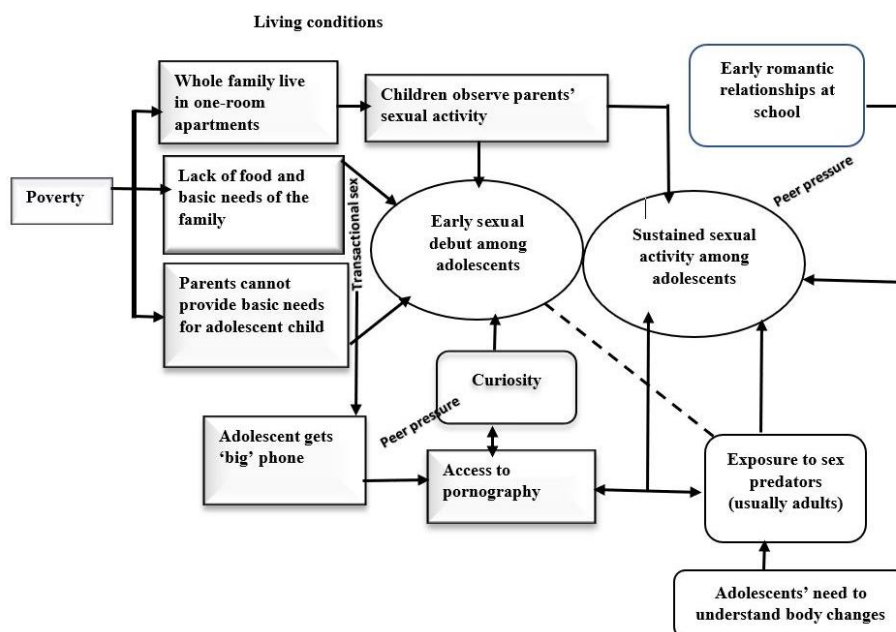 Living conditions
Whole family live
in one-room
apartments
Children observe parents'
sexual activity
Early romantic
relationships at
school
Poverty
Lack of food and
basic needs of the
family
Transactional sex
Early sexual
debut among
adolescents
Peer pressure
Sustained sexual
activity among
adolescents
Parents cannot
provide basic needs
for adolescent child
Curiosity
Peer pressure
Adolescent gets
'big' phone
Access to
pornography
Exposure to sex
predators
(usually adults)
Adolescents' need to
understand body changes